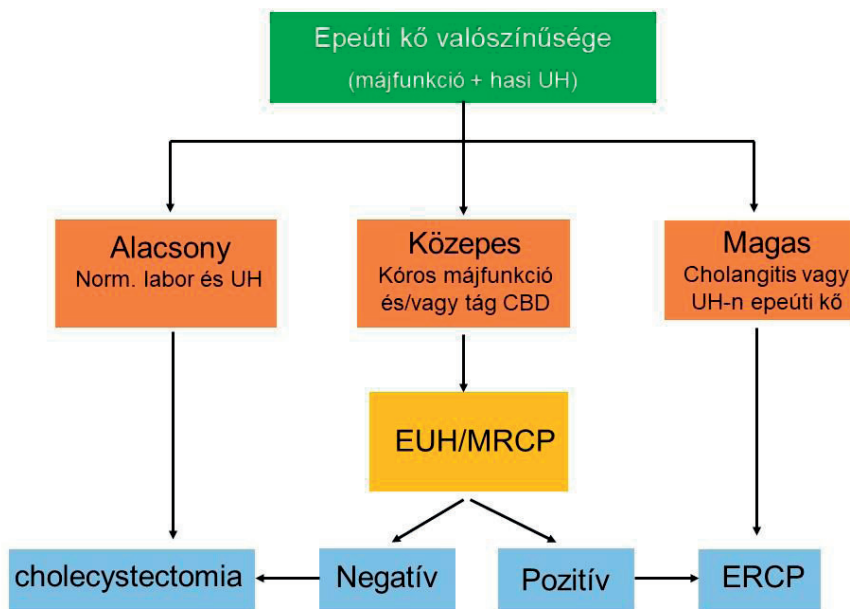 Epeúti kő valószínűsége
(májfunkció + hasi UH)
Alacsony
Norm. labor és UH
Közepes
Kóros májfunkció
és/vagy tág CBD
Magas
Cholangitis vagy
UH-n epeúti kő
EUH/MRCP
cholecystectomia
Negatív
Pozitív
ERCP